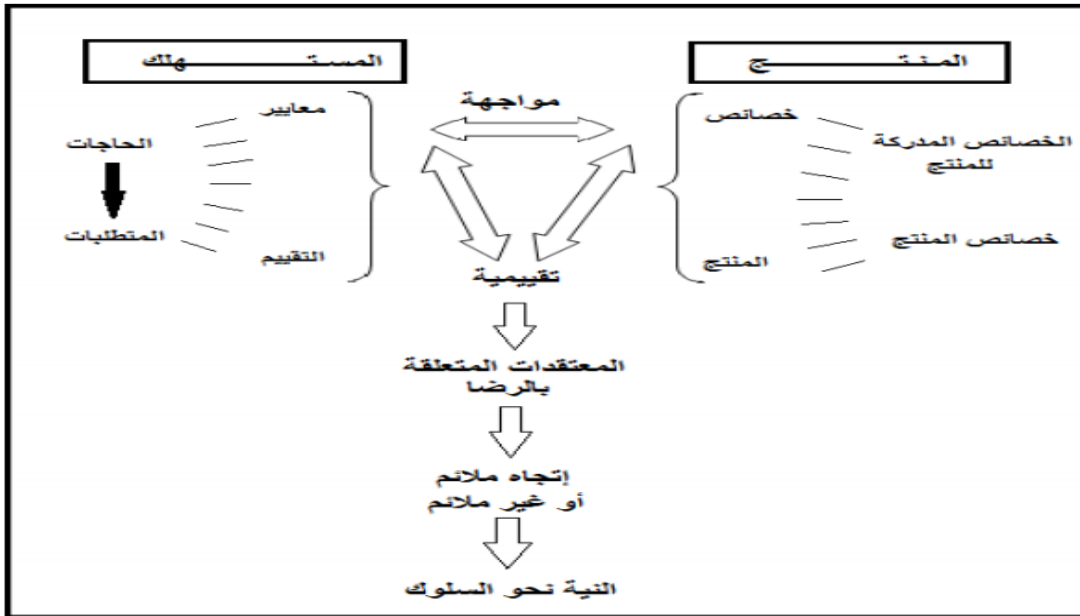 المنتج
المستهلك
خصائص
الخصائص المدركة
للمنتج
خصائص المنتج
المنتج
مواجهة
معايير
الحاجات
المتطلبات
التقييم
تقييمية
المعتقدات المتعلقة
بالرضا
إتجاه ملائم
أو غير ملائم
النية نحو السلوك